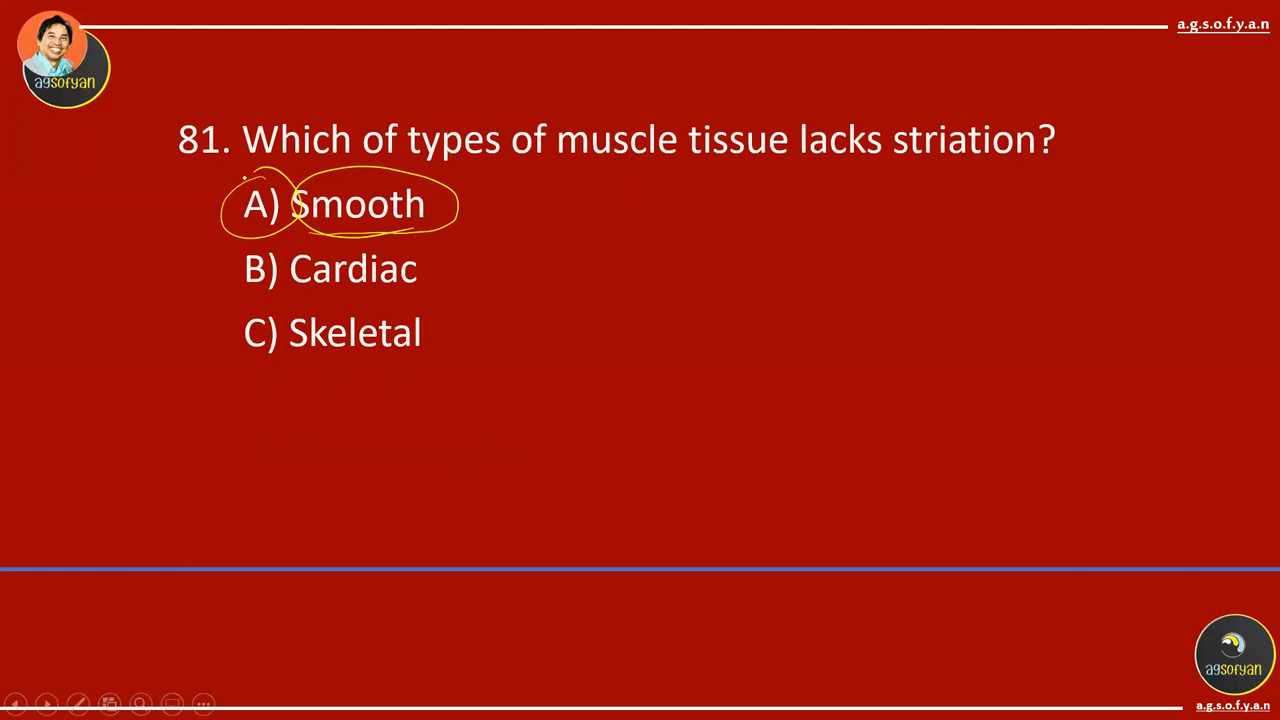 a.g.s.o.f.y.a.n
agsofyan
81. Which of types of muscle tissue lacks striation?
A) Smooth
B) Cardiac
C) Skeletal
agsofyan
a.g.s.o.f.y.a.n